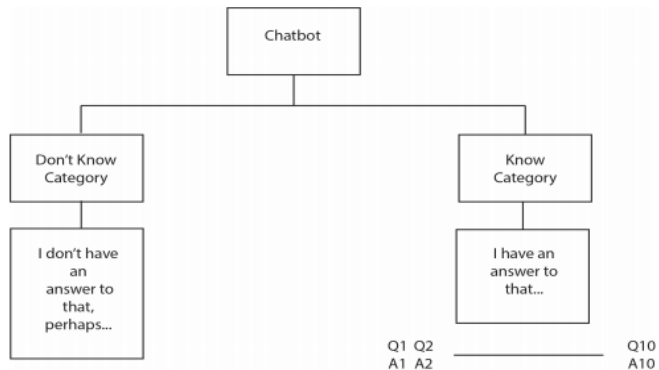 Chatbot
Don't Know
Category
Know
Category
I don't have
an
answer to
that,
perhaps...
I have an
answer to
that...
Q1 Q2
Q10
A1 A2
A10